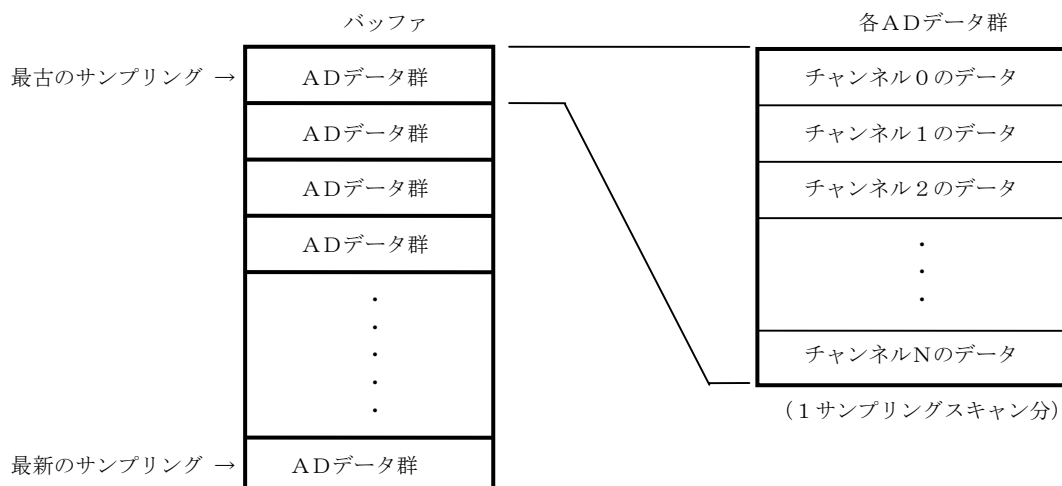 バッファ
最古のサンプリング →
ADデータ群
ADデータ群
ADデータ群
ADデータ群
・
・
・
・
・
最新のサンプリング →
ADデータ群
各ADデータ群
チャンネル0のデータ
チャンネル1のデータ
チャンネル2のデータ
・
・
・
チャンネルNのデータ
(1サンプリングスキャン分)